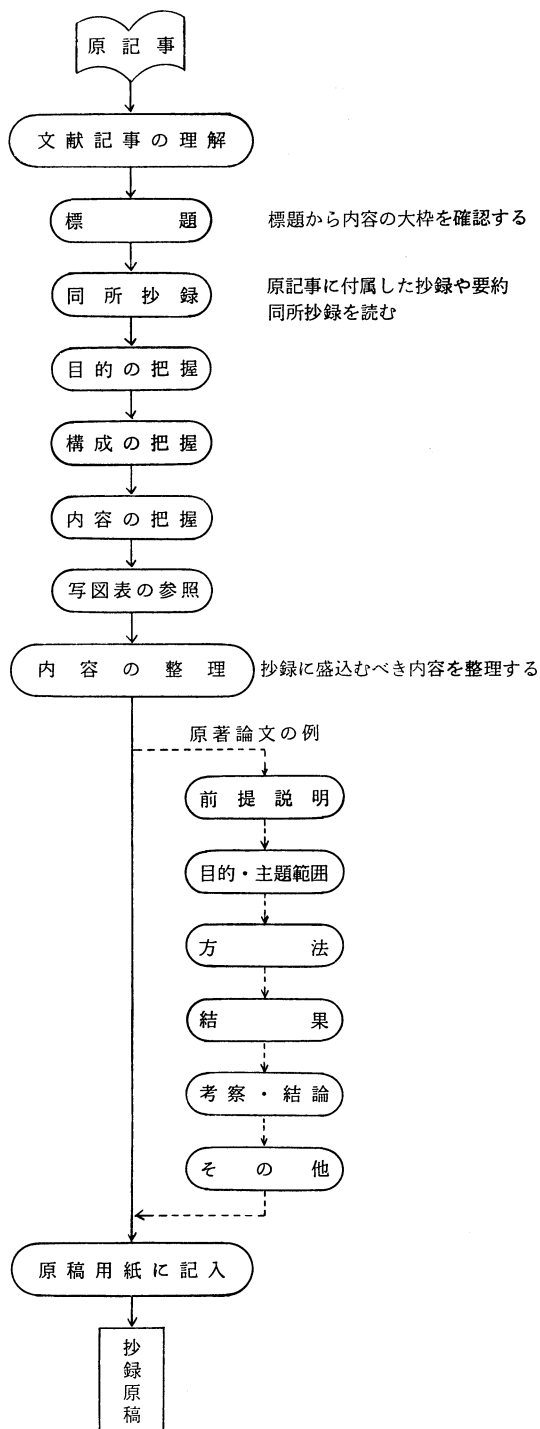 原記事
文献記事の理解
標題
標題から内容の大枠を確認する
同所抄録
原記事に付属した抄録や要約
同所抄録を読む
目的の把握
構成の把握
内容の把握
写図表の参照
内容の整理
抄録に盛込むべき内容を整理する
原著論文の例
前提説明
目的・主題範囲
方法
結果
考察・結論
その他
原稿用紙に記入
抄録原稿